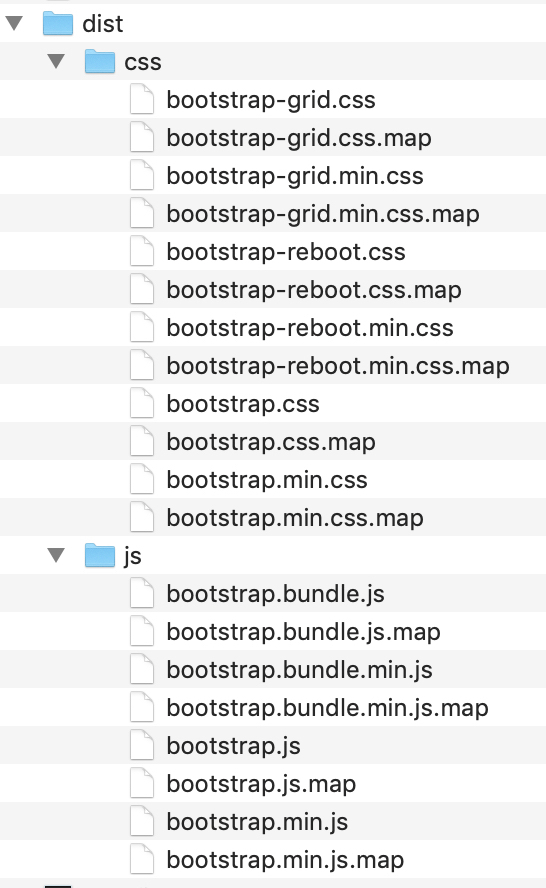 dist
css
bootstrap-grid.css
bootstrap-grid.css.map
bootstrap-grid.min.css
bootstrap-grid.min.css.map
bootstrap-reboot.css
bootstrap-reboot.css.map
bootstrap-reboot.min.css
bootstrap-reboot.min.css.map
bootstrap.css
bootstrap.css.map
bootstrap.min.css
bootstrap.min.css.map
js
bootstrap.bundle.js
bootstrap.bundle.js.map
bootstrap.bundle.min.js
bootstrap.bundle.min.js.map
bootstrap.js
bootstrap.js.map
bootstrap.min.js
bootstrap.min.js.map